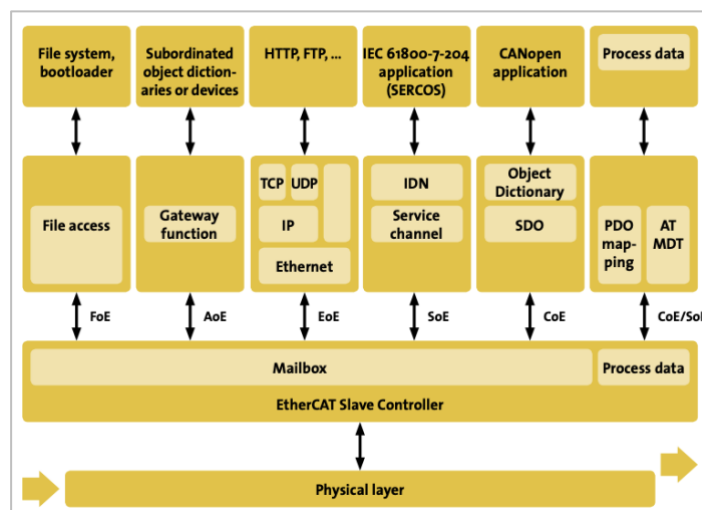 File system,
bootloader
Subordinated
object diction-
aries or devices
HTTP, FTP, ...
IEC 61800-7-204
application
(SERCOS)
CANopen
application
Process data
File access
Gateway
function
TCP UDP
IP
Ethernet
IDN
Service
channel
Object
Dictionary
SDO
PDO
map-
ping
AT
MDT
FoE
AoE
EoE
SoE
CoE
CoE/SoE
Mailbox
Process data
EtherCAT Slave Controller
Physical layer